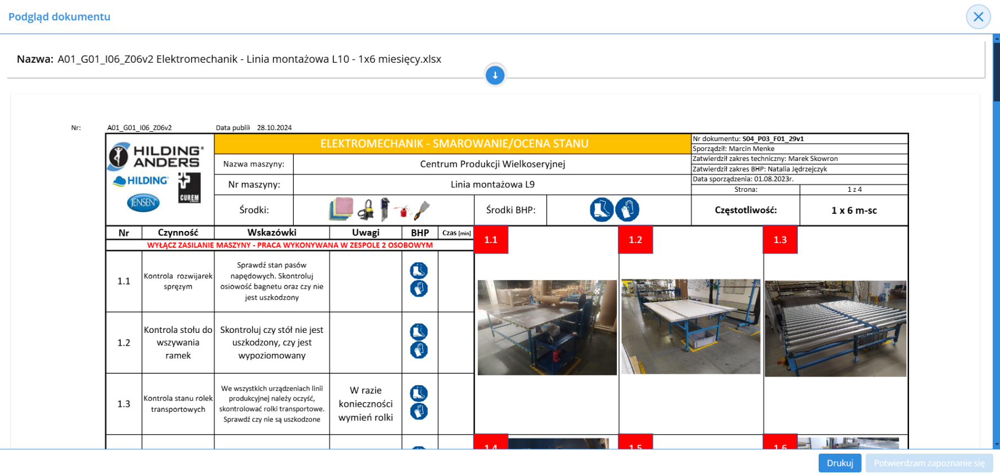 Podgląd dokumentu
Nazwa: A01_G01_I06_Z06v2 Elektromechanik - Linia montażowa L10 - 1x6 miesięcy.xlsx
Nr: A01_G01_I06_Z06v2 Data publi 28.10.2024
HILDING ANDERS
HILDING
JENSEN
CUREM
ELEKTROMECHANIK - SMAROWANIE/OCENA STANU
Nazwa maszyny: Centrum Produkcji Wielkoseryjnej
Nr maszyny: Linia montażowa L9
Środki: Środki BHP:
Nr dokumentu: S04_P03_F01_29v1
Sporządził: Marcin Menke
Zatwierdził zakres techniczny: Marek Skowron
Zatwierdził zakres BHP: Natalia Jędrzejczyk
Data sporządzenia: 01.08.2023r.
Strona: 1 z 4
Częstotliwość: 1 x 6 m-sc
Nr Czynność Wskazówki Uwagi BHP Czas [min]
WYŁĄCZ ZASILANIE MASZYNY - PRACA WYKONYWANA W ZESPOLE 2 OSOBOWYM
1.1
Kontrola rozwijarek
spręzym
Sprawdź stan pasów
napędowych. Skontroluj
osiowość bagnetu oraz czy nie
jest uszkodzony
1.2
Kontrola stołu do
wszywania
ramek
Skontroluj czy stół nie jest
uszkodzony, czy jest
wypoziomowany
1.3
Kontrola stanu rolek
transportowych
We wszystkich urządzeniach linii
produkcyjnej należy oczyść,
skontrolować rolki transportowe.
Sprawdź czy nie są uszkodzone
W razie
konieczności
wymień rolki
1.1 1.2 1.3
1.4 1.5 1.6
Drukuj Potwierdzam zapoznanie się